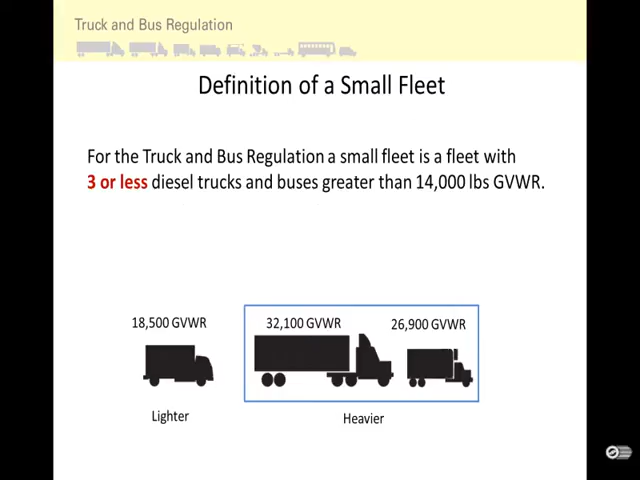 Truck and Bus Regulation
Definition of a Small Fleet
For the Truck and Bus Regulation a small fleet is a fleet with
3 or less diesel trucks and buses greater than 14,000 lbs GVWR.
18,500 GVWR
32,100 GVWR
26,900 GVWR
Lighter
Heavier